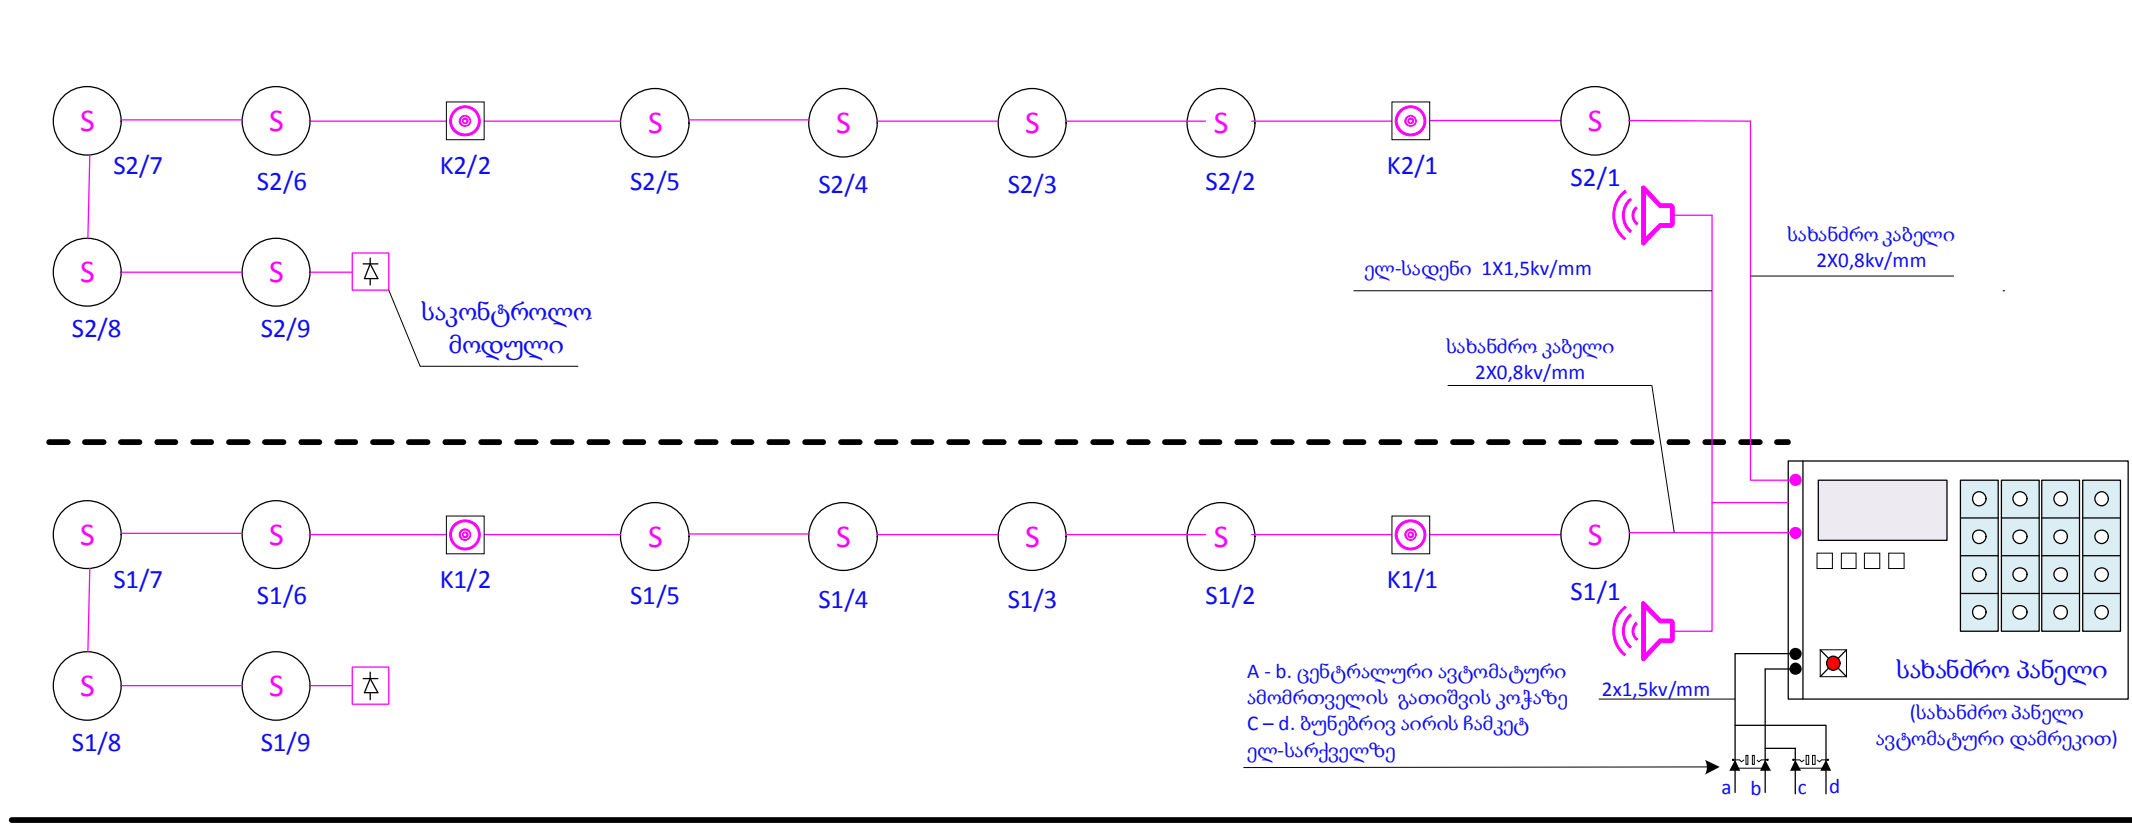 S S S S S S S
S2/7 S2/6 K2/2 S2/5 S2/4 S2/3 S2/2 K2/1 S2/1
S S
S2/8 S2/9
საკონტროლო
მოდული
ელ-სადენი 1X1,5kv/mm
სახანძრო კაბელი
2X0,8kv/mm
სახანძრო კაბელი
2X0,8kv/mm
S S S S S S S
S1/7 S1/6 K1/2 S1/5 S1/4 S1/3 S1/2 K1/1 S1/1
S S
S1/8 S1/9
A - b. ცენტრალური ავტომატური
ამომრთველის გათიშვის კოჭაზე
C – d. ბუნებრივ აირის ჩამკეტ
ელ-სარქველზე
2x1,5kv/mm
სახანძრო პანელი
(სახანძრო პანელი
ავტომატური დამრეკით)
a b c d